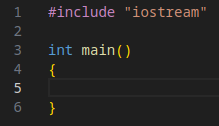 1 #include "iostream"
2
3 int main()
4 {
5
6 }